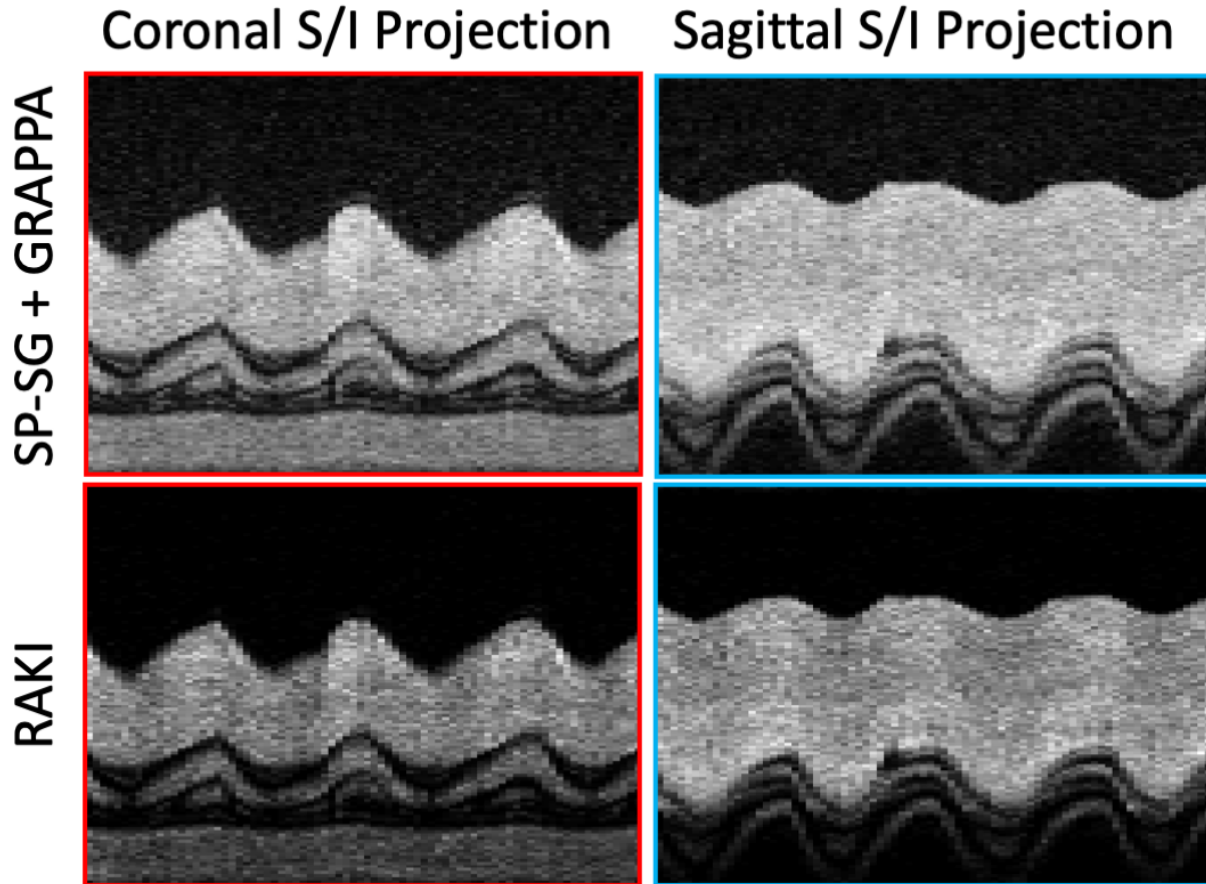 Coronal S/I Projection
Sagittal S/I Projection
SP-SG + GRAPPA
RAKI